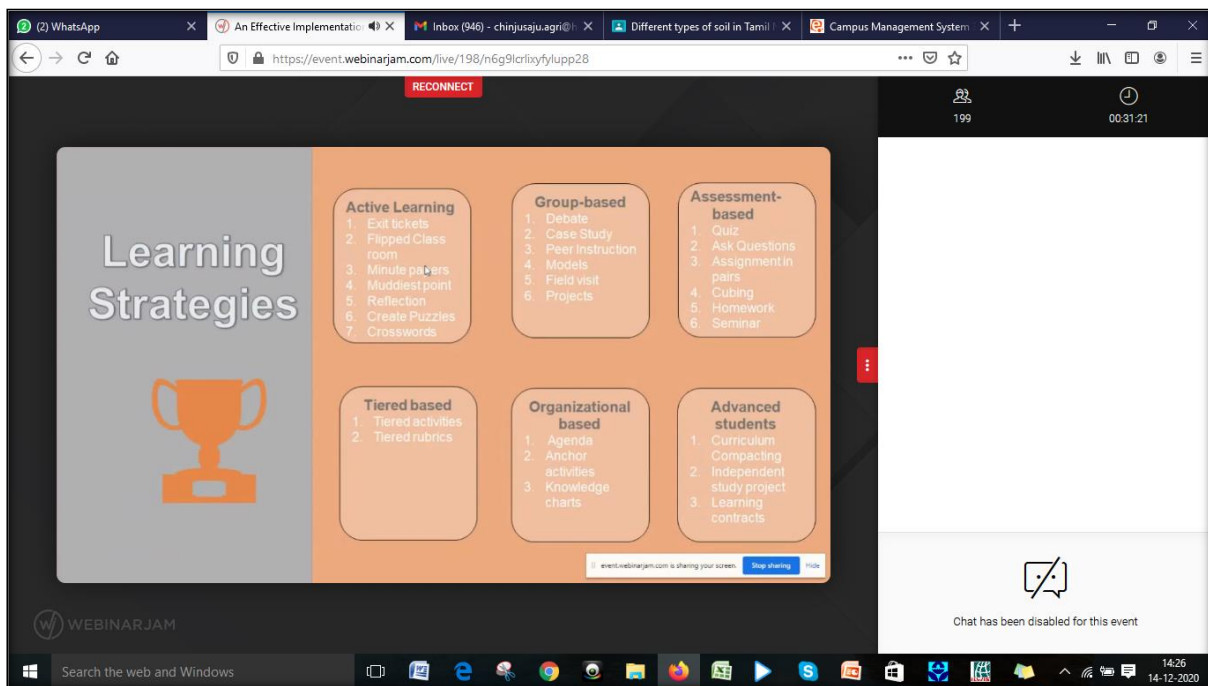 (2) WhatsApp
An Effective Implementation
Inbox (946) - chinjusaju.agri@h
Different types of soil in Tamil
Campus Management System
https://event.webinarjam.com/live/198/n6g9lcrlixyfylupp28
RECONNECT
199
00:31:21
Learning
Strategies
Active Learning
1. Exit tickets
2. Flipped Class
room
3. Minute papers
4. Muddiest point
5. Reflection
6. Create Puzzles
7. Crosswords
Group-based
1. Debate
2. Case Study
3. Peer Instruction
4. Models
5. Field visit
6. Projects
Assessment-
based
1. Quiz
2. Ask Questions
3. Assignment in
pairs
4. Cubing
5. Homework
6. Seminar
Tiered based
1. Tiered activities
2. Tiered rubrics
Organizational
based
1. Agenda
2. Anchor
activities
3. Knowledge
charts
Advanced
students
1. Curriculum
Compacting
2. Independent
study project
3. Learning
contracts
event.webinarjam.com is sharing your screen. Stop sharing Hide
WEBINARJAM
Chat has been disabled for this event
Search the web and Windows
14:26
14-12-2020